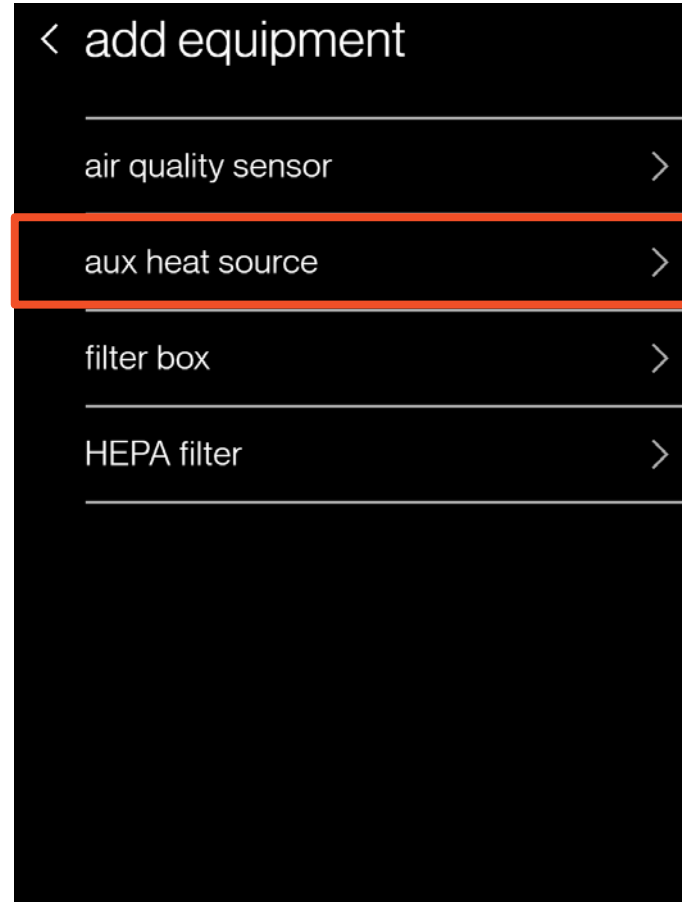 add equipment
air quality sensor
aux heat source
filter box
HEPA filter